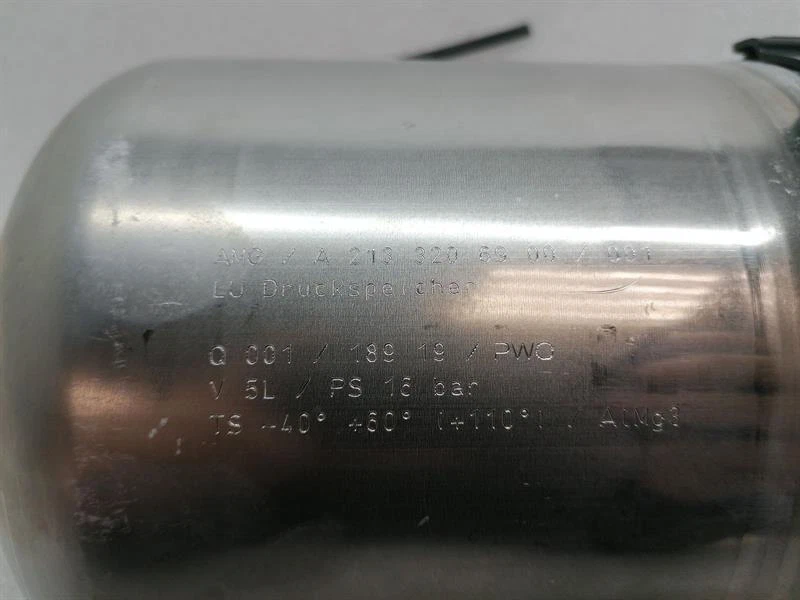 AMG / A 213 320 69 00 / 001
LU Druckspeicher
Q 001 / 189 19 / PWO
V 5L / PS 16 bar
TS -40° +60° (+110°) / AlMg3